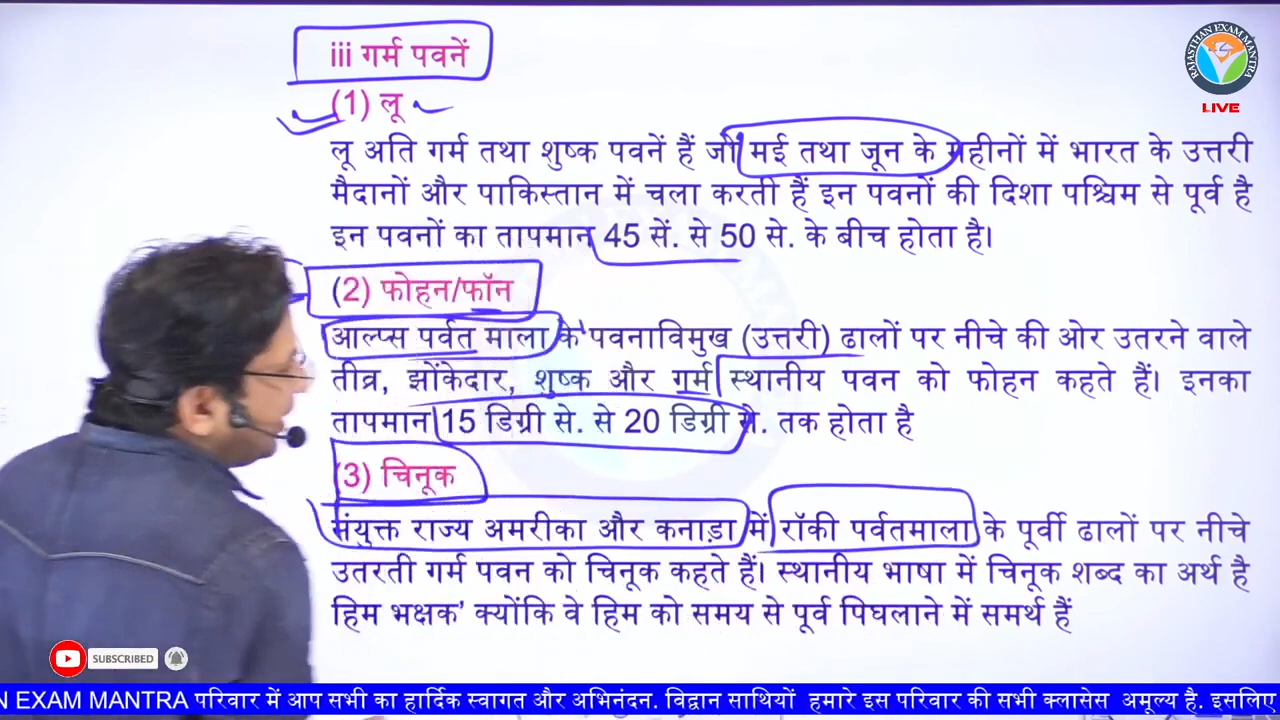 RAJASTHAN EXAM MANTRA
LIVE
iii गर्म पवनें
(1) लू
लू अति गर्म तथा शुष्क पवनें हैं जो मई तथा जून के महीनों में भारत के उत्तरी
मैदानों और पाकिस्तान में चला करती हैं इन पवनों की दिशा पश्चिम से पूर्व है
इन पवनों का तापमान 45 सें. से 50 से. के बीच होता है।
(2) फोहन/फॉन
आल्प्स पर्वत माला के पवनाविमुख (उत्तरी) ढालों पर नीचे की ओर उतरने वाले
तीव्र, झोंकेदार, शुष्क और गर्म स्थानीय पवन को फोहन कहते हैं। इनका
तापमान 15 डिग्री से. से 20 डिग्री से. तक होता है
(3) चिनूक
संयुक्त राज्य अमरीका और कनाड़ा में रॉकी पर्वतमाला के पूर्वी ढालों पर नीचे
उतरती गर्म पवन को चिनूक कहते हैं। स्थानीय भाषा में चिनूक शब्द का अर्थ है
हिम भक्षक' क्योंकि वे हिम को समय से पूर्व पिघलाने में समर्थ हैं
SUBSCRIBED
N EXAM MANTRA परिवार में आप सभी का हार्दिक स्वागत और अभिनंदन. विद्वान साथियों हमारे इस परिवार की सभी क्लासेस अमूल्य है. इसलिए